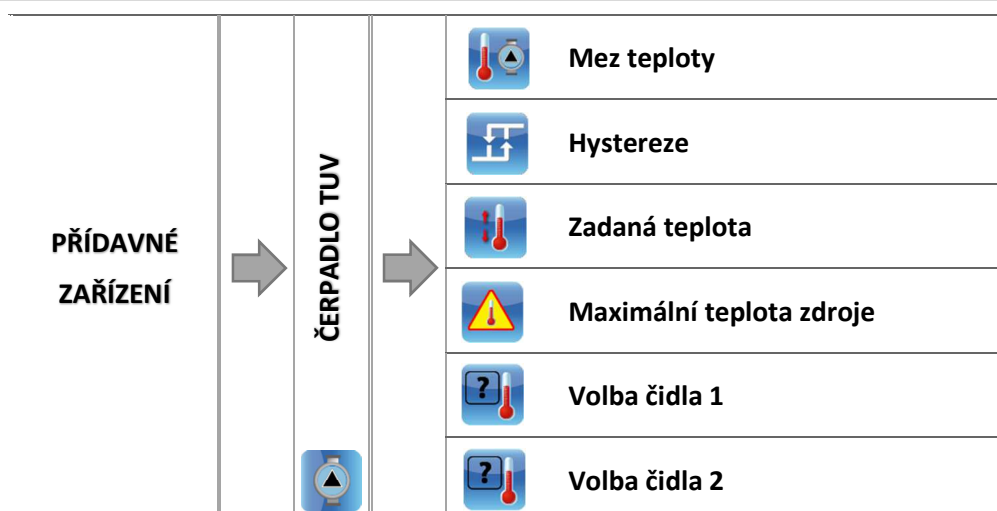 PŘÍDAVNÉ
ZAŘÍZENÍ
ČERPADLO TUV
Mez teploty
Hystereze
Zadaná teplota
Maximální teplota zdroje
?
Volba čidla 1
?
Volba čidla 2